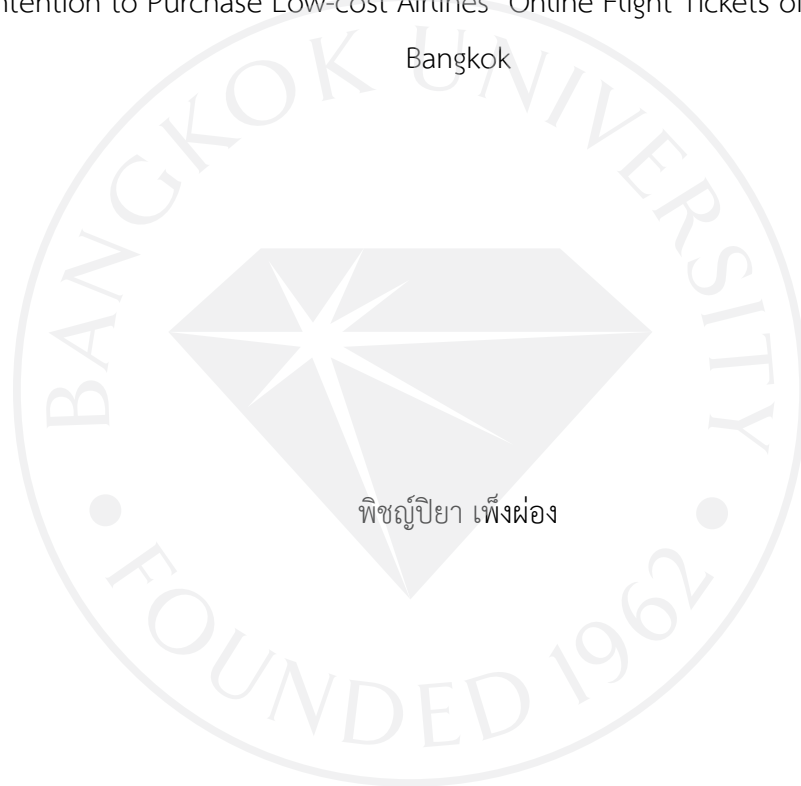 ntention to Purchase Low-cost Airlines' Online Flight Tickets of
Bangkok
BANGKOK UNIVERSITY
พิชญ์ปิยา เพ็งผ่อง
FOUNDED 1962